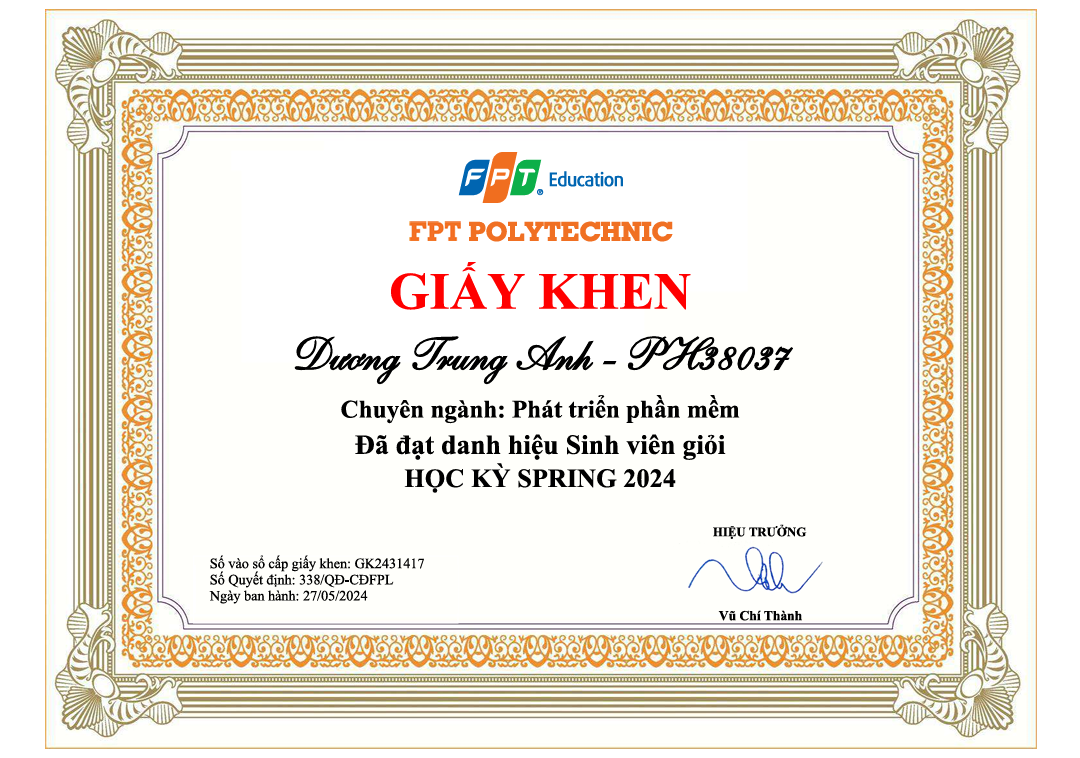 FPT Education
FPT POLYTECHNIC
GIẤY KHEN
Dương Trung Anh - PH38037
Chuyên ngành: Phát triển phần mềm
Đã đạt danh hiệu Sinh viên giỏi
HỌC KỲ SPRING 2024
Số vào sổ cấp giấy khen: GK2431417
Số Quyết định: 338/QĐ-CĐFPL
Ngày ban hành: 27/05/2024
HIỆU TRƯỞNG
Vũ Chí Thành